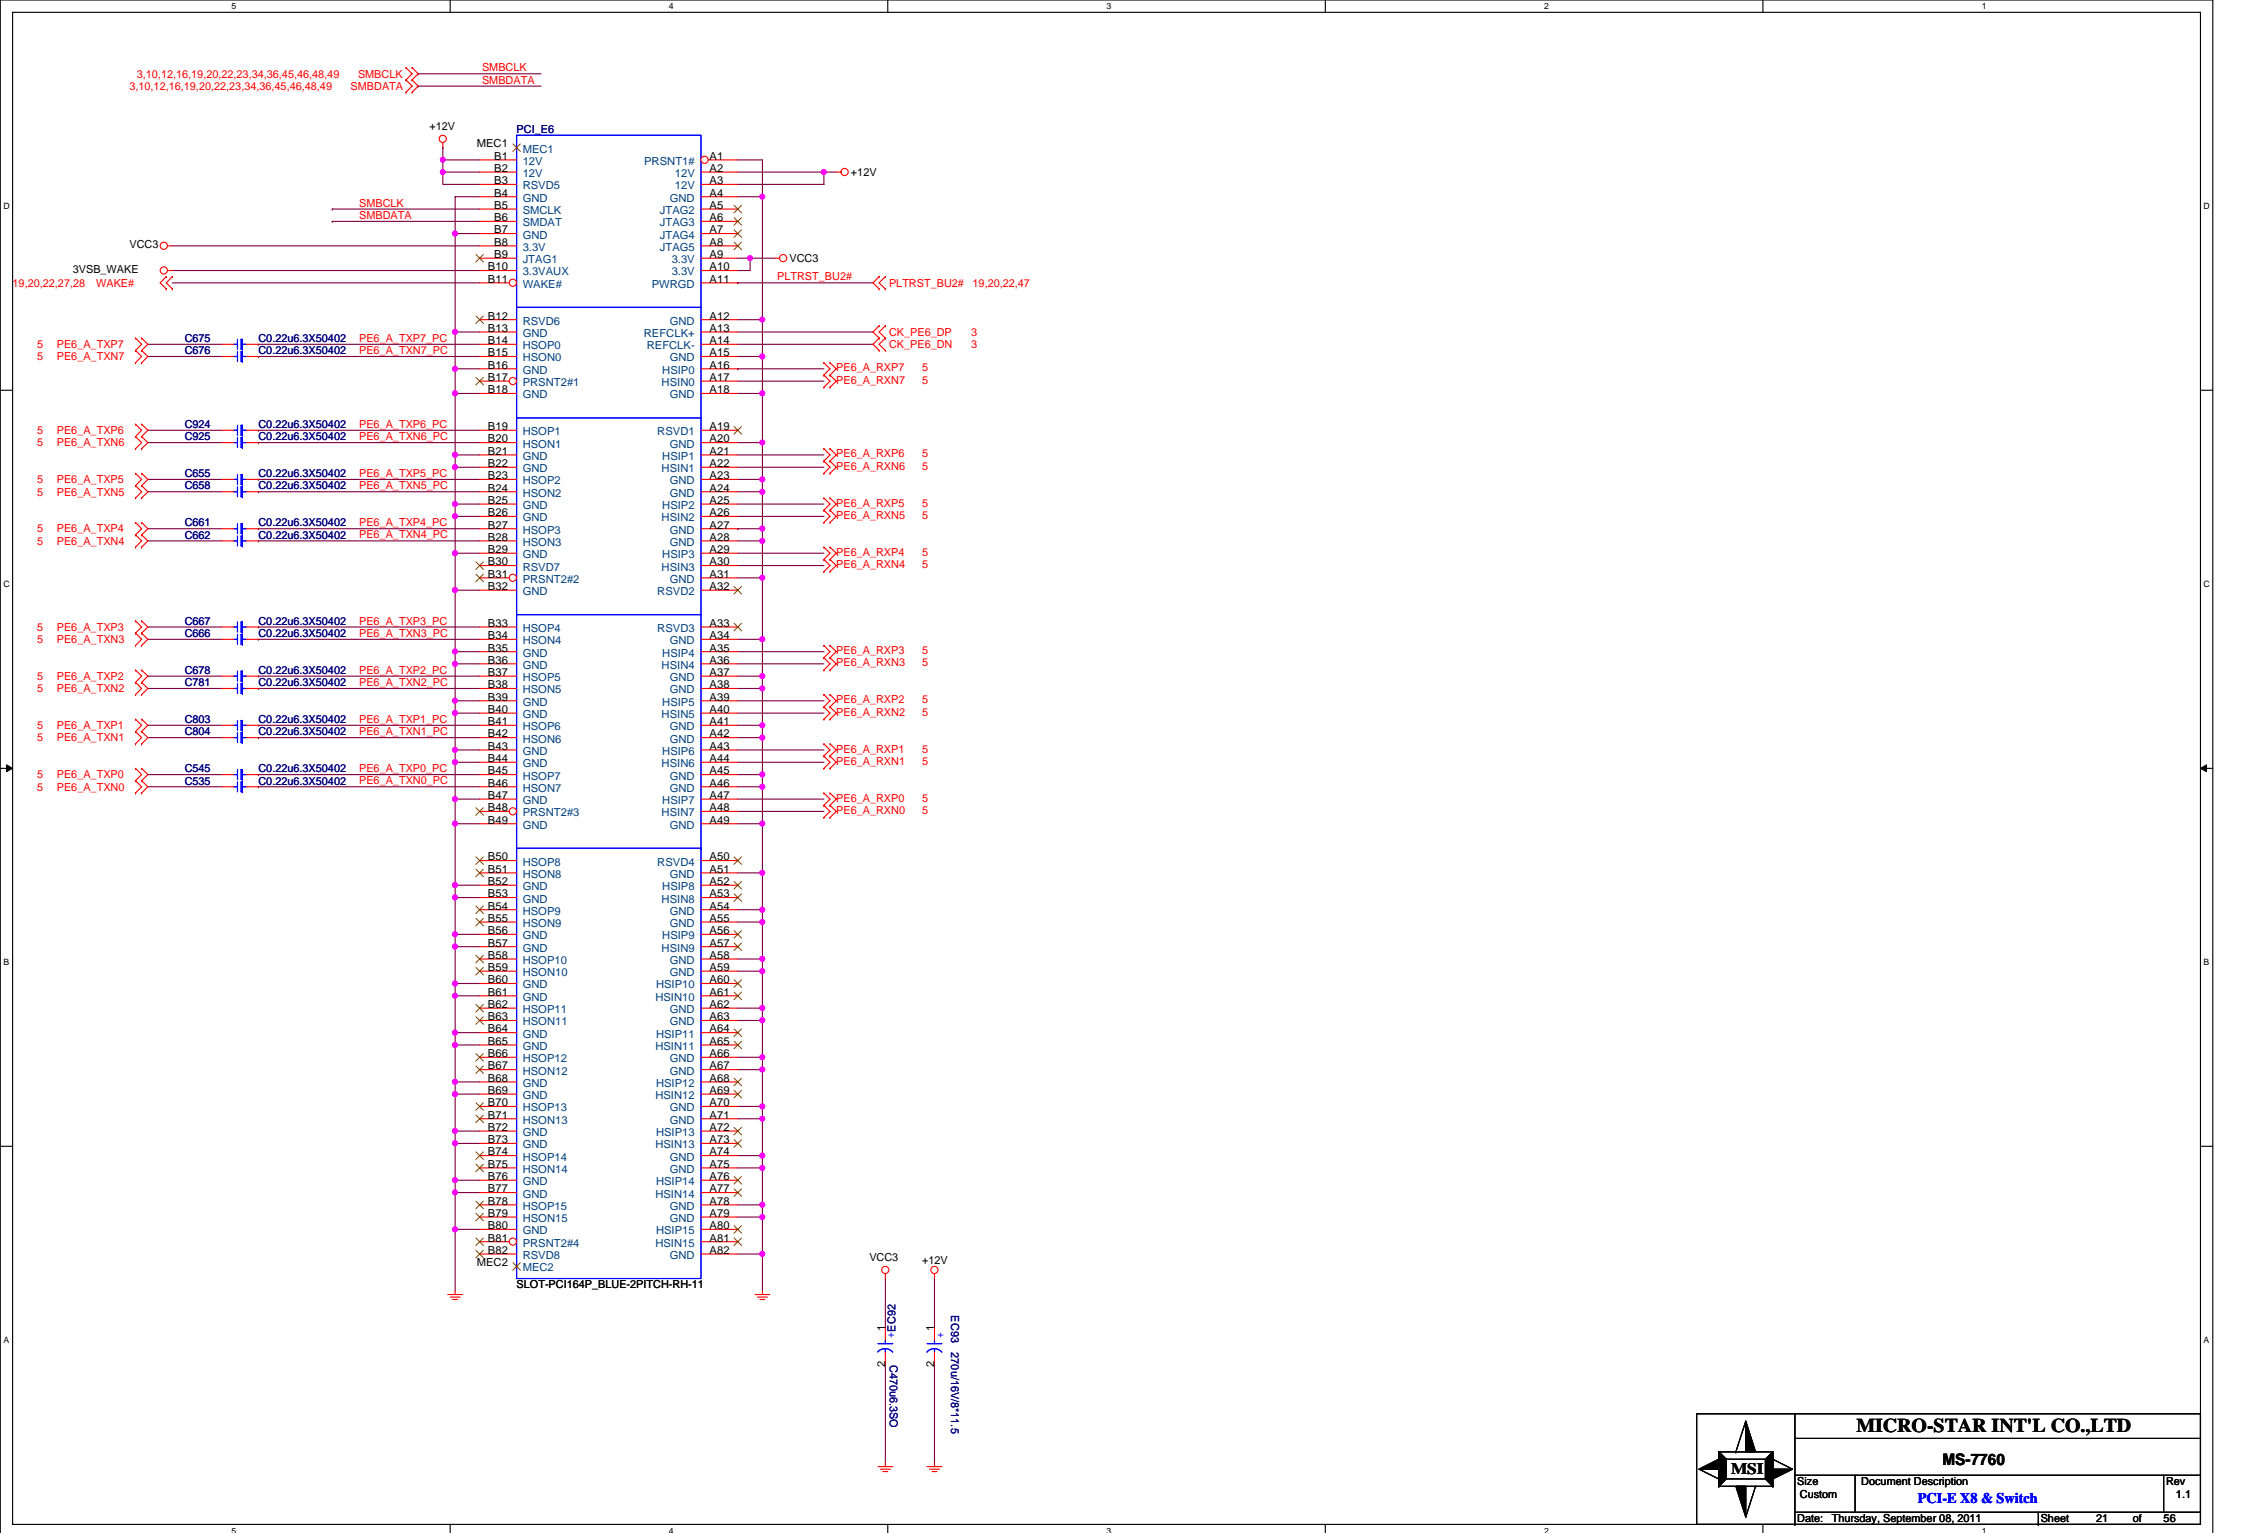 5 4 3 2 1
3,10,12,16,19,20,22,23,34,36,45,46,48,49 SMBCLK SMBCLK
3,10,12,16,19,20,22,23,34,36,45,46,48,49 SMBDATA SMBDATA
+12V
PCI_E6
MEC1 MEC1
B1 12V PRSNT1# A1
B2 12V 12V A2 +12V
B3 RSVD5 12V A3
B4 GND GND A4
D SMBCLK B5 SMCLK JTAG2 A5 D
SMBDATA B6 SMDAT JTAG3 A6
B7 GND JTAG4 A7
VCC3 B8 3.3V JTAG5 A8
B9 JTAG1 3.3V A9 VCC3
3VSB_WAKE B10 3.3VAUX 3.3V A10
19,20,22,27,28 WAKE# B11 WAKE# PWRGD A11 PLTRST_BU2# PLTRST_BU2# 19,20,22,47
B12 RSVD6 GND A12
B13 GND REFCLK+ A13 CK_PE6_DP 3
5 PE6_A_TXP7 C675 C0.22u6.3X50402 PE6_A_TXP7_PC B14 HSOP0 REFCLK- A14 CK_PE6_DN 3
5 PE6_A_TXN7 C676 C0.22u6.3X50402 PE6_A_TXN7_PC B15 HSON0 GND A15
B16 GND HSIP0 A16 PE6_A_RXP7 5
B17 PRSNT2#1 HSIN0 A17 PE6_A_RXN7 5
B18 GND GND A18
5 PE6_A_TXP6 C924 C0.22u6.3X50402 PE6_A_TXP6_PC B19 HSOP1 RSVD1 A19
5 PE6_A_TXN6 C925 C0.22u6.3X50402 PE6_A_TXN6_PC B20 HSON1 GND A20
B21 GND HSIP1 A21 PE6_A_RXP6 5
B22 GND HSIN1 A22 PE6_A_RXN6 5
5 PE6_A_TXP5 C655 C0.22u6.3X50402 PE6_A_TXP5_PC B23 HSOP2 GND A23
5 PE6_A_TXN5 C658 C0.22u6.3X50402 PE6_A_TXN5_PC B24 HSON2 GND A24
B25 GND HSIP2 A25 PE6_A_RXP5 5
B26 GND HSIN2 A26 PE6_A_RXN5 5
5 PE6_A_TXP4 C661 C0.22u6.3X50402 PE6_A_TXP4_PC B27 HSOP3 GND A27
5 PE6_A_TXN4 C662 C0.22u6.3X50402 PE6_A_TXN4_PC B28 HSON3 GND A28
B29 GND HSIP3 A29 PE6_A_RXP4 5
B30 RSVD7 HSIN3 A30 PE6_A_RXN4 5
C B31 PRSNT2#2 GND A31 C
B32 GND RSVD2 A32
5 PE6_A_TXP3 C667 C0.22u6.3X50402 PE6_A_TXP3_PC B33 HSOP4 RSVD3 A33
5 PE6_A_TXN3 C666 C0.22u6.3X50402 PE6_A_TXN3_PC B34 HSON4 GND A34
B35 GND HSIP4 A35 PE6_A_RXP3 5
B36 GND HSIN4 A36 PE6_A_RXN3 5
5 PE6_A_TXP2 C678 C0.22u6.3X50402 PE6_A_TXP2_PC B37 HSOP5 GND A37
5 PE6_A_TXN2 C781 C0.22u6.3X50402 PE6_A_TXN2_PC B38 HSON5 GND A38
B39 GND HSIP5 A39 PE6_A_RXP2 5
B40 GND HSIN5 A40 PE6_A_RXN2 5
5 PE6_A_TXP1 C803 C0.22u6.3X50402 PE6_A_TXP1_PC B41 HSOP6 GND A41
5 PE6_A_TXN1 C804 C0.22u6.3X50402 PE6_A_TXN1_PC B42 HSON6 GND A42
B43 GND HSIP6 A43 PE6_A_RXP1 5
B44 GND HSIN6 A44 PE6_A_RXN1 5
5 PE6_A_TXP0 C545 C0.22u6.3X50402 PE6_A_TXP0_PC B45 HSOP7 GND A45
5 PE6_A_TXN0 C535 C0.22u6.3X50402 PE6_A_TXN0_PC B46 HSON7 GND A46
B47 GND HSIP7 A47 PE6_A_RXP0 5
B48 PRSNT2#3 HSIN7 A48 PE6_A_RXN0 5
B49 GND GND A49
B50 HSOP8 RSVD4 A50
B51 HSON8 GND A51
B52 GND HSIP8 A52
B53 GND HSIN8 A53
B54 HSOP9 GND A54
B55 HSON9 GND A55
B56 GND HSIP9 A56
B57 GND HSIN9 A57
B B58 HSOP10 GND A58 B
B59 HSON10 GND A59
B60 GND HSIP10 A60
B61 GND HSIN10 A61
B62 HSOP11 GND A62
B63 HSON11 GND A63
B64 GND HSIP11 A64
B65 GND HSIN11 A65
B66 HSOP12 GND A66
B67 HSON12 GND A67
B68 GND HSIP12 A68
B69 GND HSIN12 A69
B70 HSOP13 GND A70
B71 HSON13 GND A71
B72 GND HSIP13 A72
B73 GND HSIN13 A73
B74 HSOP14 GND A74
B75 HSON14 GND A75
B76 GND HSIP14 A76
B77 GND HSIN14 A77
B78 HSOP15 GND A78
B79 HSON15 GND A79
B80 GND HSIP15 A80
B81 PRSNT2#4 HSIN15 A81
B82 RSVD8 GND A82
MEC2 MEC2
SLOT-PCI164P_BLUE-2PITCH-RH-11
VCC3 +12V
1 + EC92 2 C470u6.3SO
1 + 2 EC93 270u/16V/8*11.5
A A
MSI
MICRO-STAR INT'L CO.,LTD
MS-7760
Size Document Description Rev
Custom PCI-E X8 & Switch 1.1
Date: Thursday, September 08, 2011 Sheet 21 of 56
5 4 3 2 1